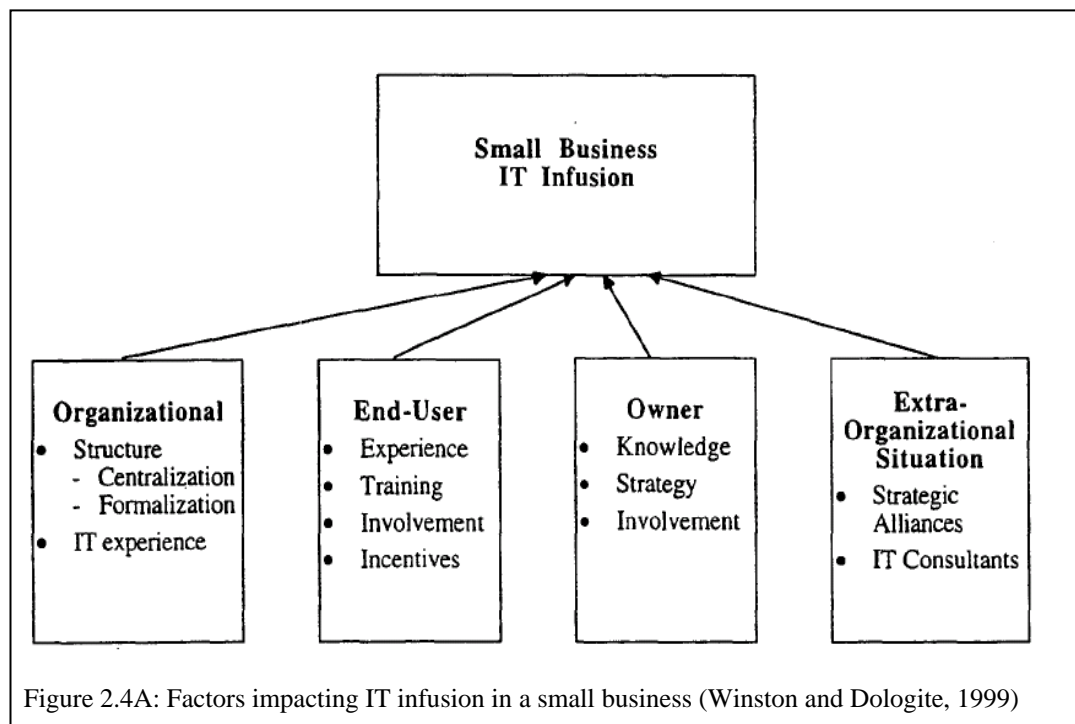 Small Business
IT Infusion
Organizational
• Structure
- Centralization
- Formalization
• IT experience
End-User
• Experience
• Training
• Involvement
• Incentives
Owner
• Knowledge
• Strategy
• Involvement
Extra-
Organizational
Situation
• Strategic
Alliances
• IT Consultants
Figure 2.4A: Factors impacting IT infusion in a small business (Winston and Dologite, 1999)